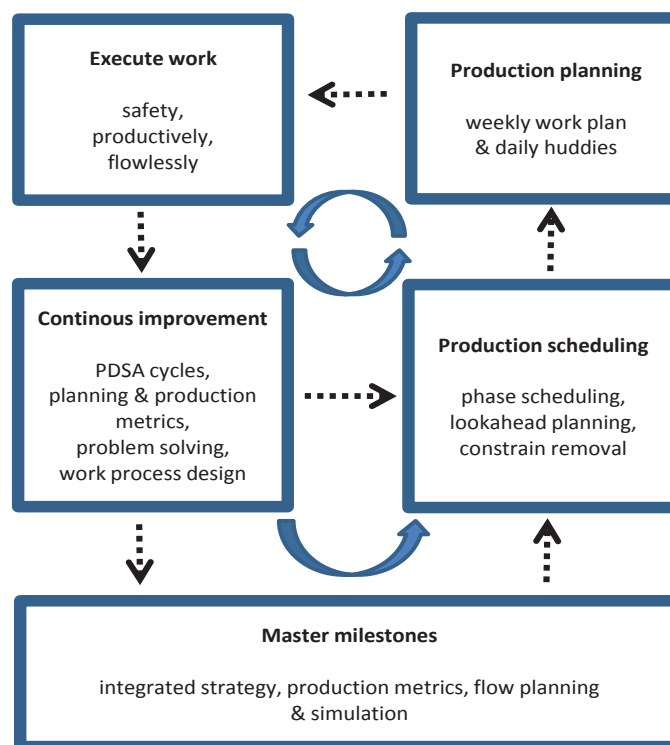 Execute work
safety,
productively,
flowlessly
Production planning
weekly work plan
& daily huddies
Continous improvement
PDSA cycles,
planning & production
metrics,
problem solving,
work process design
Production scheduling
phase scheduling,
lookahead planning,
constrain removal
Master milestones
integrated strategy, production metrics, flow planning
& simulation